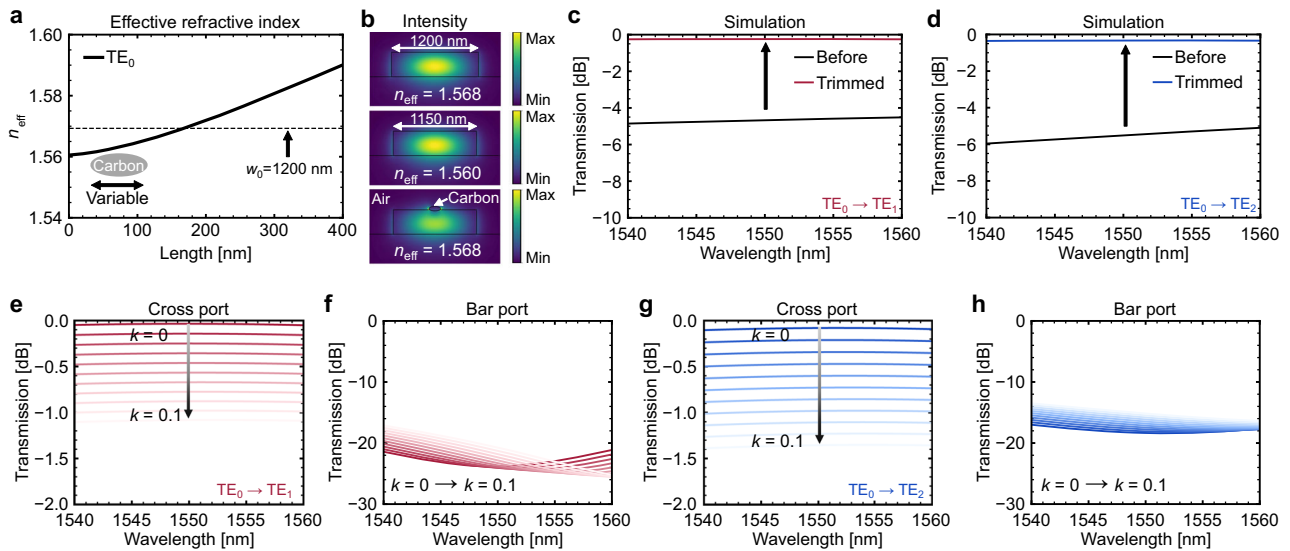 a
Effective refractive index
1.60
1.58
1.56
1.54
n_eff
TE₀
Carbon
Variable
w₀=1200 nm
0 100 200 300 400
Length [nm]
b
Intensity
1200 nm
n_eff = 1.568
Max
Min
1150 nm
n_eff = 1.560
Max
Min
Air
Carbon
n_eff = 1.568
Max
Min
c
Simulation
0
−2
−4
−6
−8
−10
Transmission [dB]
Before
Trimmed
TE₀ → TE₁
1540 1545 1550 1555 1560
Wavelength [nm]
d
Simulation
0
−2
−4
−6
−8
−10
Transmission [dB]
Before
Trimmed
TE₀ → TE₂
1540 1545 1550 1555 1560
Wavelength [nm]
e
Cross port
0.0
−0.5
−1.0
−1.5
−2.0
Transmission [dB]
k = 0
k = 0.1
TE₀ → TE₁
1540 1545 1550 1555 1560
Wavelength [nm]
f
Bar port
0
−10
−20
−30
Transmission [dB]
k = 0 → k = 0.1
1540 1545 1550 1555 1560
Wavelength [nm]
g
Cross port
0.0
−0.5
−1.0
−1.5
−2.0
Transmission [dB]
k = 0
k = 0.1
TE₀ → TE₂
1540 1545 1550 1555 1560
Wavelength [nm]
h
Bar port
0
−10
−20
−30
Transmission [dB]
k = 0 → k = 0.1
1540 1545 1550 1555 1560
Wavelength [nm]